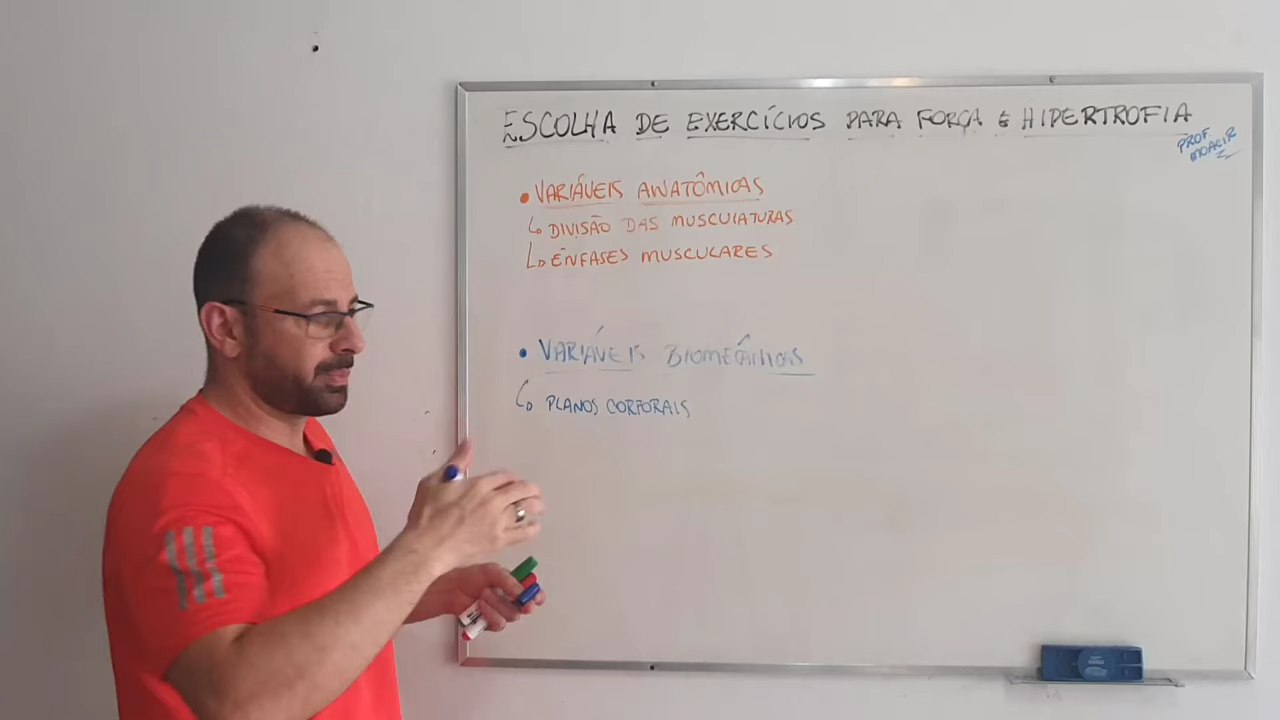 ESCOLHA DE EXERCÍCIOS PARA FORÇA E HIPERTROFIA
PROF.
MOACIR
• VARIÁVEIS ANATÔMICAS
↳ DIVISÃO DAS MUSCULATURAS
↳ ÊNFASES MUSCULARES
• VARIÁVEIS BIOMECÂNICAS
↳ PLANOS CORPORAIS